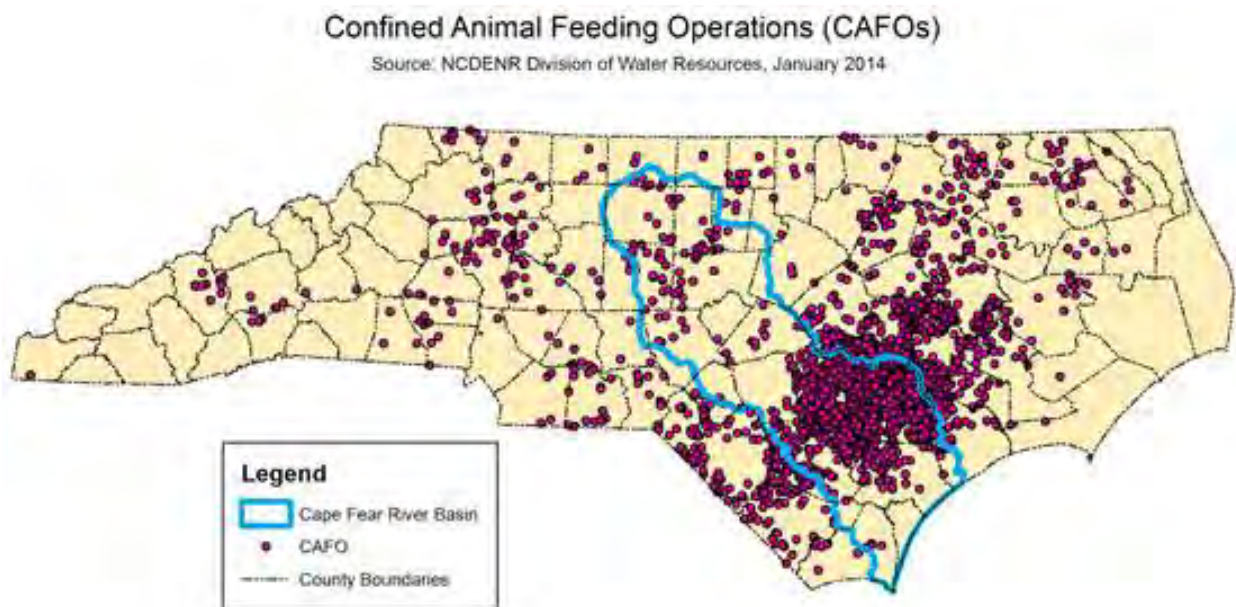 Confined Animal Feeding Operations (CAFOs)
Source: NCDENR Division of Water Resources, January 2014
Legend
Cape Fear River Basin
CAFO
County Boundaries